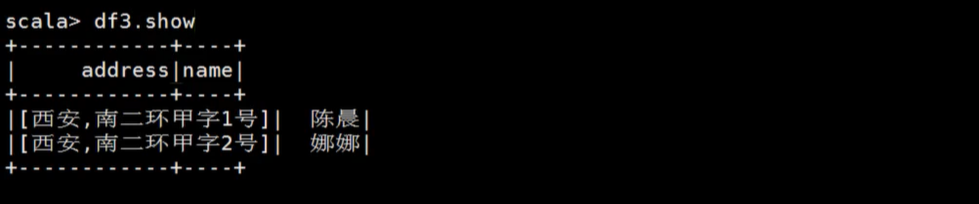 scala> df3.show
+------------+----+
|     address|name|
+------------+----+
|[西安,南二环甲字1号]|  陈晨|
|[西安,南二环甲字2号]|  娜娜|
+------------+----+